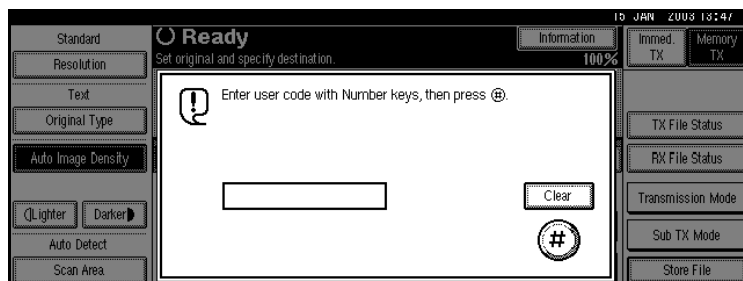 15 JAN 2003 13:47
Standard
Resolution
Text
Original Type
Auto Image Density
Lighter
Darker
Auto Detect
Scan Area
Ready
Set original and specify destination.
Information
100%
Enter user code with Number keys, then press #.
Clear
#
Immed. TX
Memory TX
TX File Status
RX File Status
Transmission Mode
Sub TX Mode
Store File